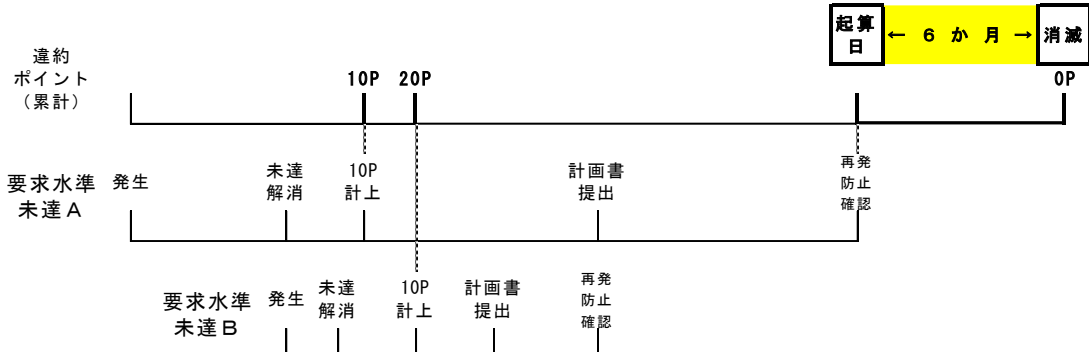 起算
日
← 6 か 月 →
消滅
違約
ポイント
（累計）
10P
20P
0P
要求水準
未達A
発生
未達
解消
10P
計上
計画書
提出
再発
防止
確認
要求水準
未達B
発生
未達
解消
10P
計上
計画書
提出
再発
防止
確認